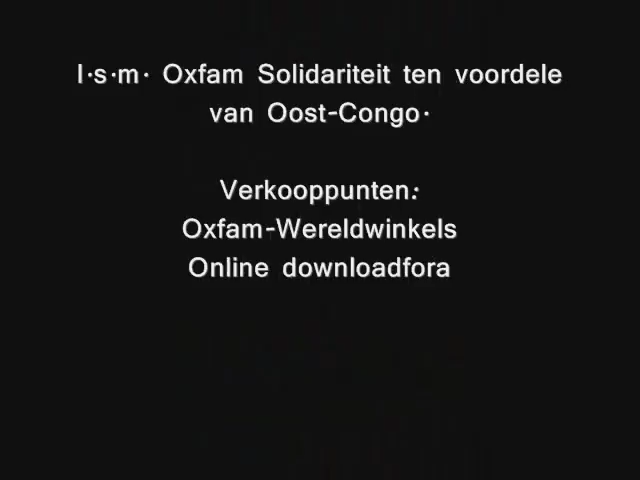 I.s.m. Oxfam Solidariteit ten voordele
van Oost-Congo.
Verkooppunten:
Oxfam-Wereldwinkels
Online downloadfora